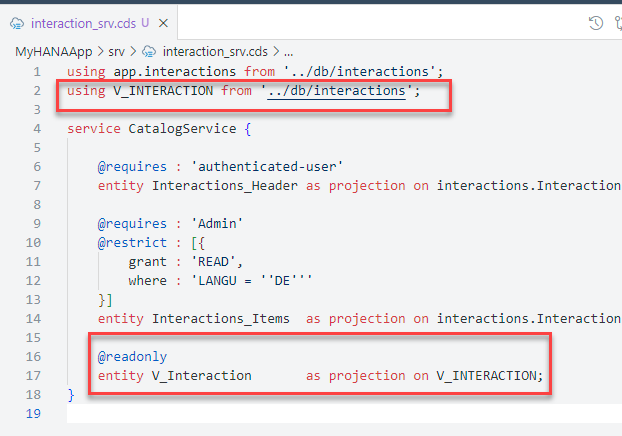 interaction_srv.cds U
MyHANAApp > srv > interaction_srv.cds > ...
1 using app.interactions from '../db/interactions';
2 using V_INTERACTION from '../db/interactions';
3
4 service CatalogService {
5
6 @requires : 'authenticated-user'
7 entity Interactions_Header as projection on interactions.Interaction
8
9 @requires : 'Admin'
10 @restrict : [{
11 grant : 'READ',
12 where : 'LANGU = ''DE'''
13 }]
14 entity Interactions_Items as projection on interactions.Interaction
15
16 @readonly
17 entity V_Interaction as projection on V_INTERACTION;
18 }
19